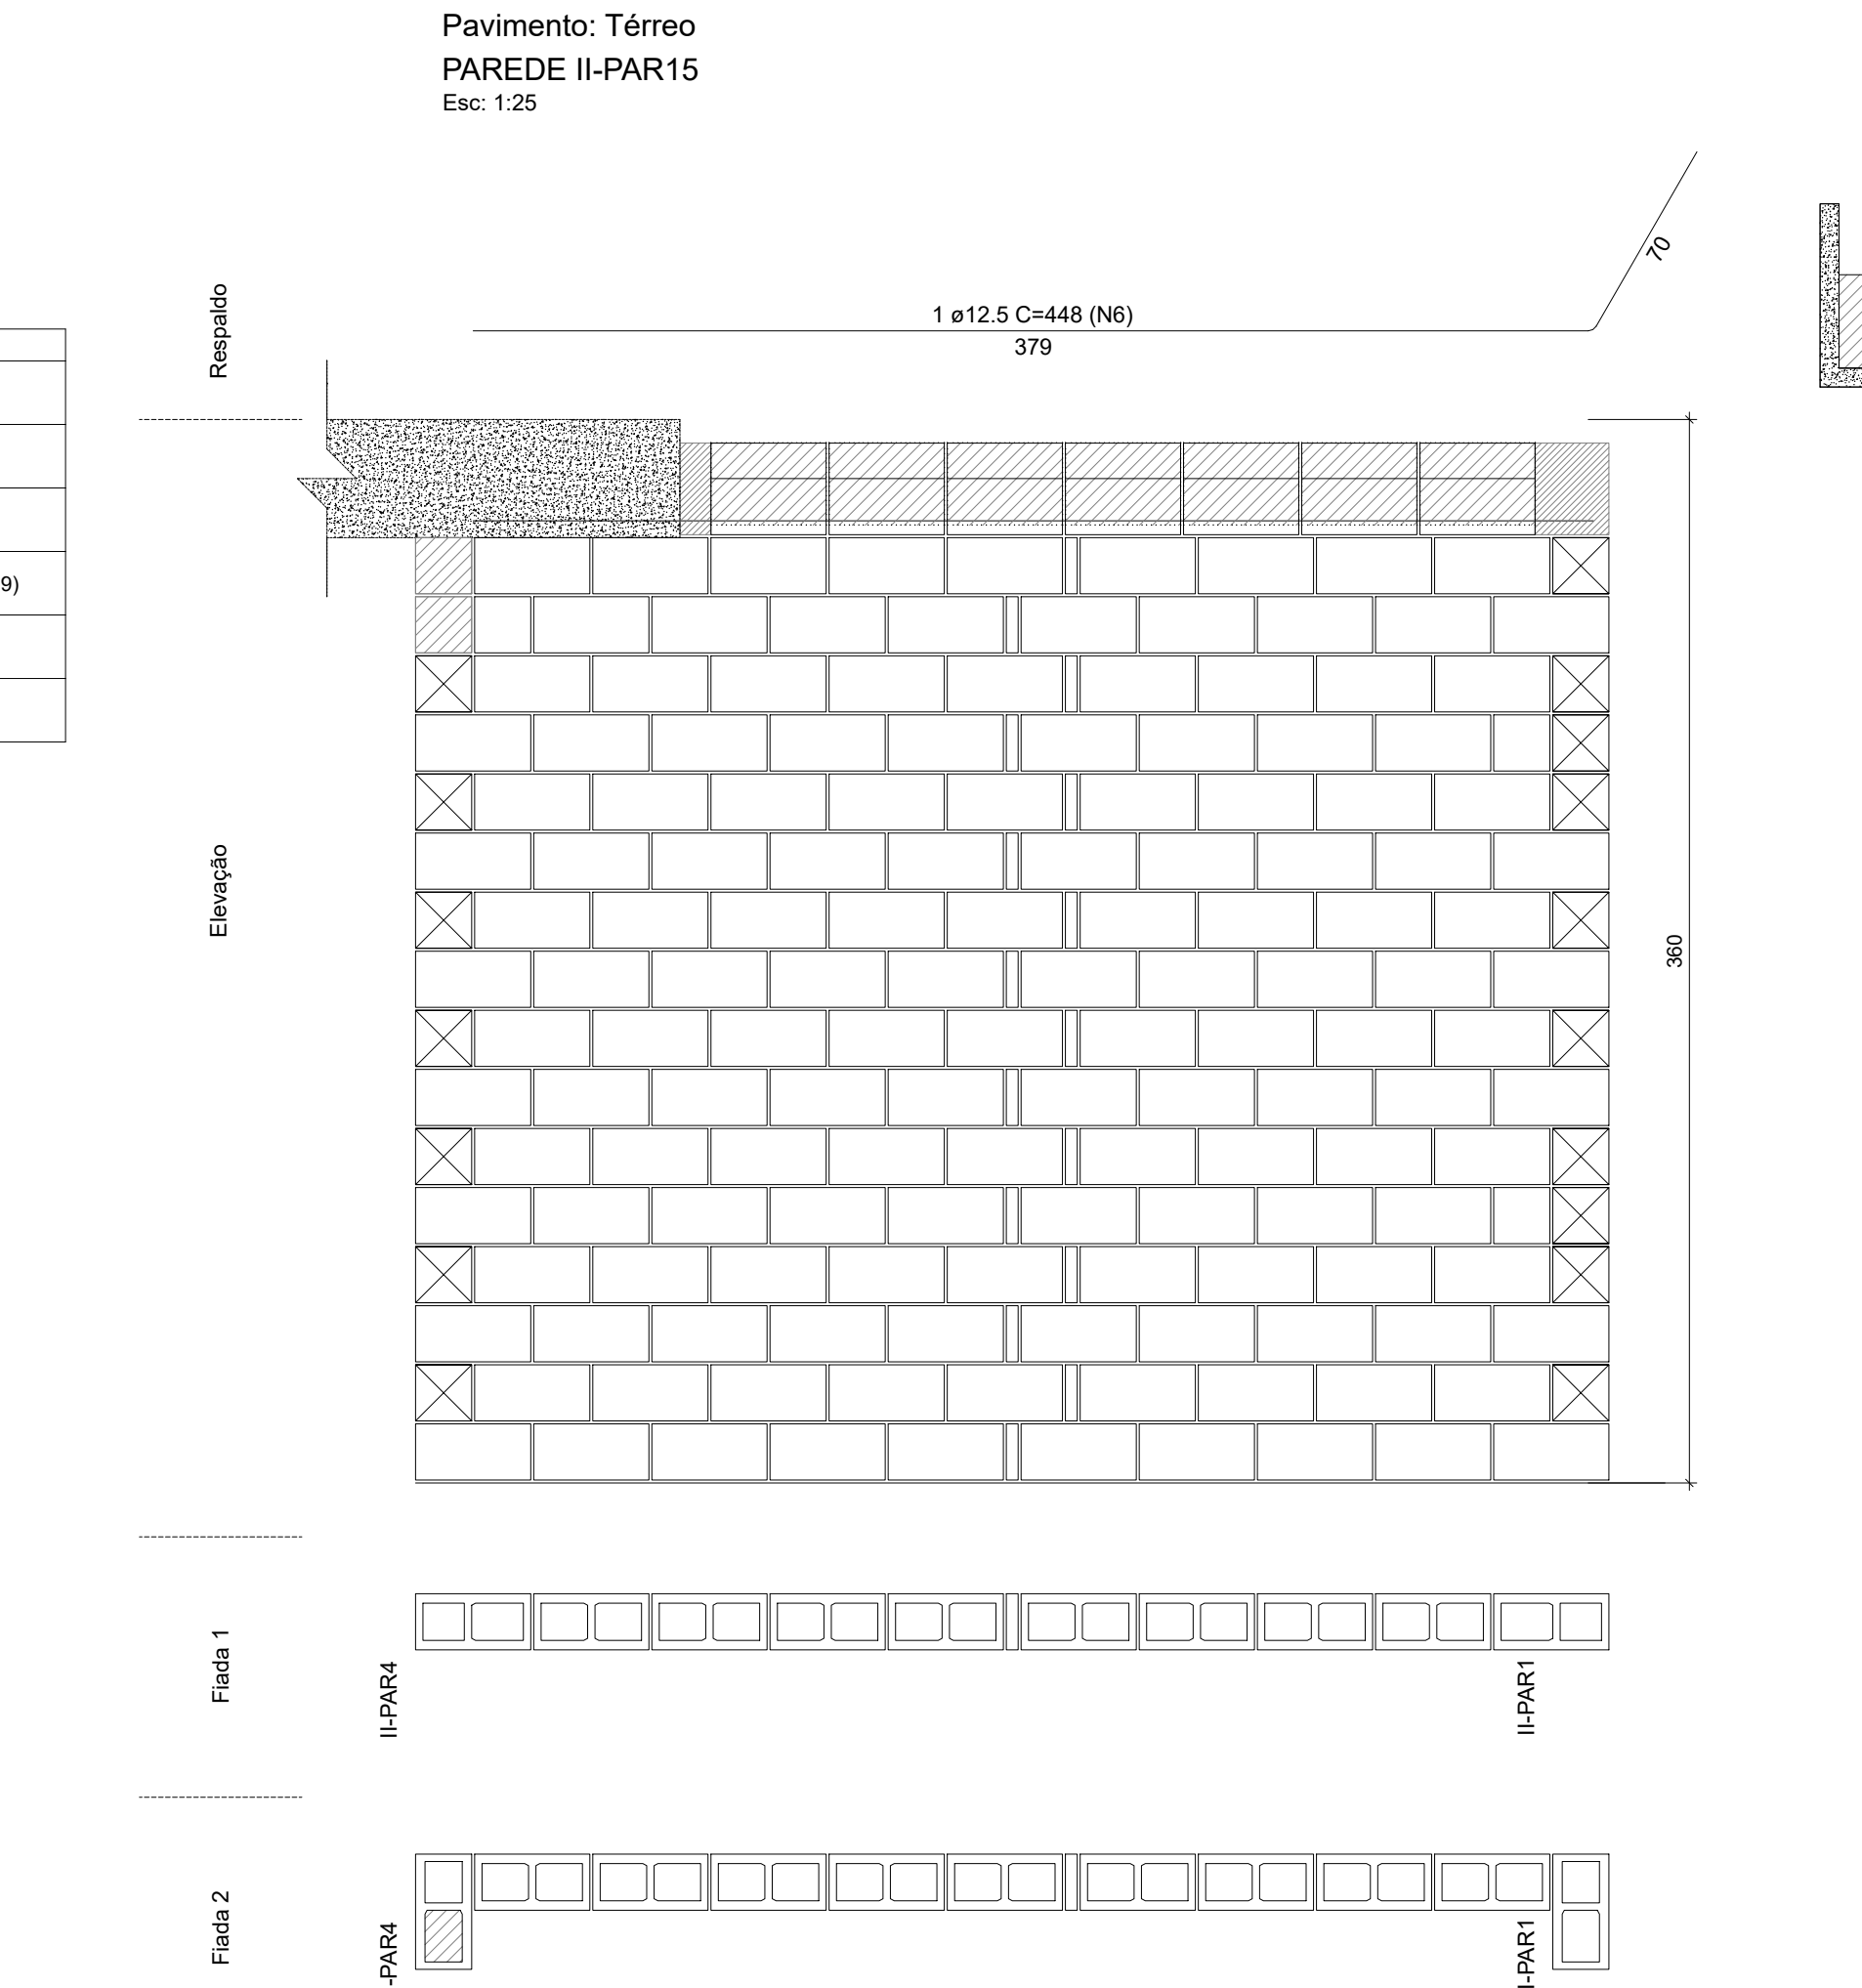 Pavimento: Térreo
PAREDE II-PAR15
Esc: 1:25
70
1 ø12.5 C=448 (N6)
379
Respaldo
9)
Elevação
360
Fiada 1
II-PAR4
II-PAR1
Fiada 2
-PAR4
I-PAR1